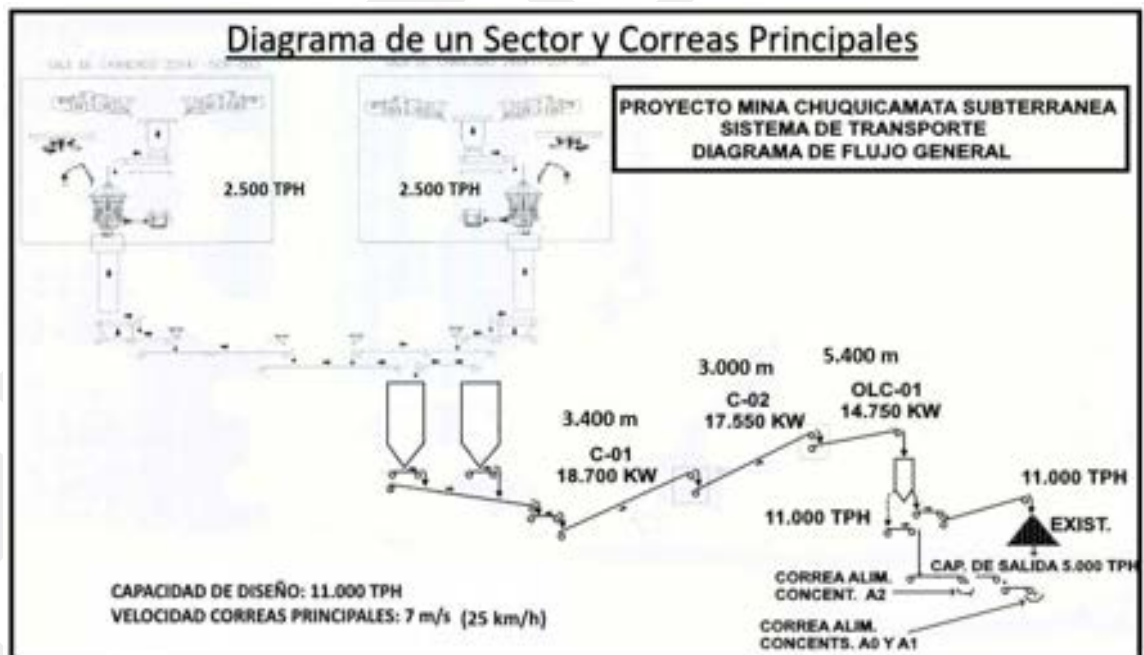 Diagrama de un Sector y Correas Principales
PROYECTO MINA CHUQUICAMATA SUBTERRANEA
SISTEMA DE TRANSPORTE
DIAGRAMA DE FLUJO GENERAL
2.500 TPH
2.500 TPH
3.400 m
C-01
18.700 KW
3.000 m
C-02
17.550 KW
5.400 m
OLC-01
14.750 KW
11.000 TPH
11.000 TPH
EXIST.
CAP. DE SALIDA 5.000 TPH
CORREA ALIM.
CONCENT. A2
CORREA ALIM.
CONCENTS. A0 Y A1
CAPACIDAD DE DISEÑO: 11.000 TPH
VELOCIDAD CORREAS PRINCIPALES: 7 m/s (25 km/h)